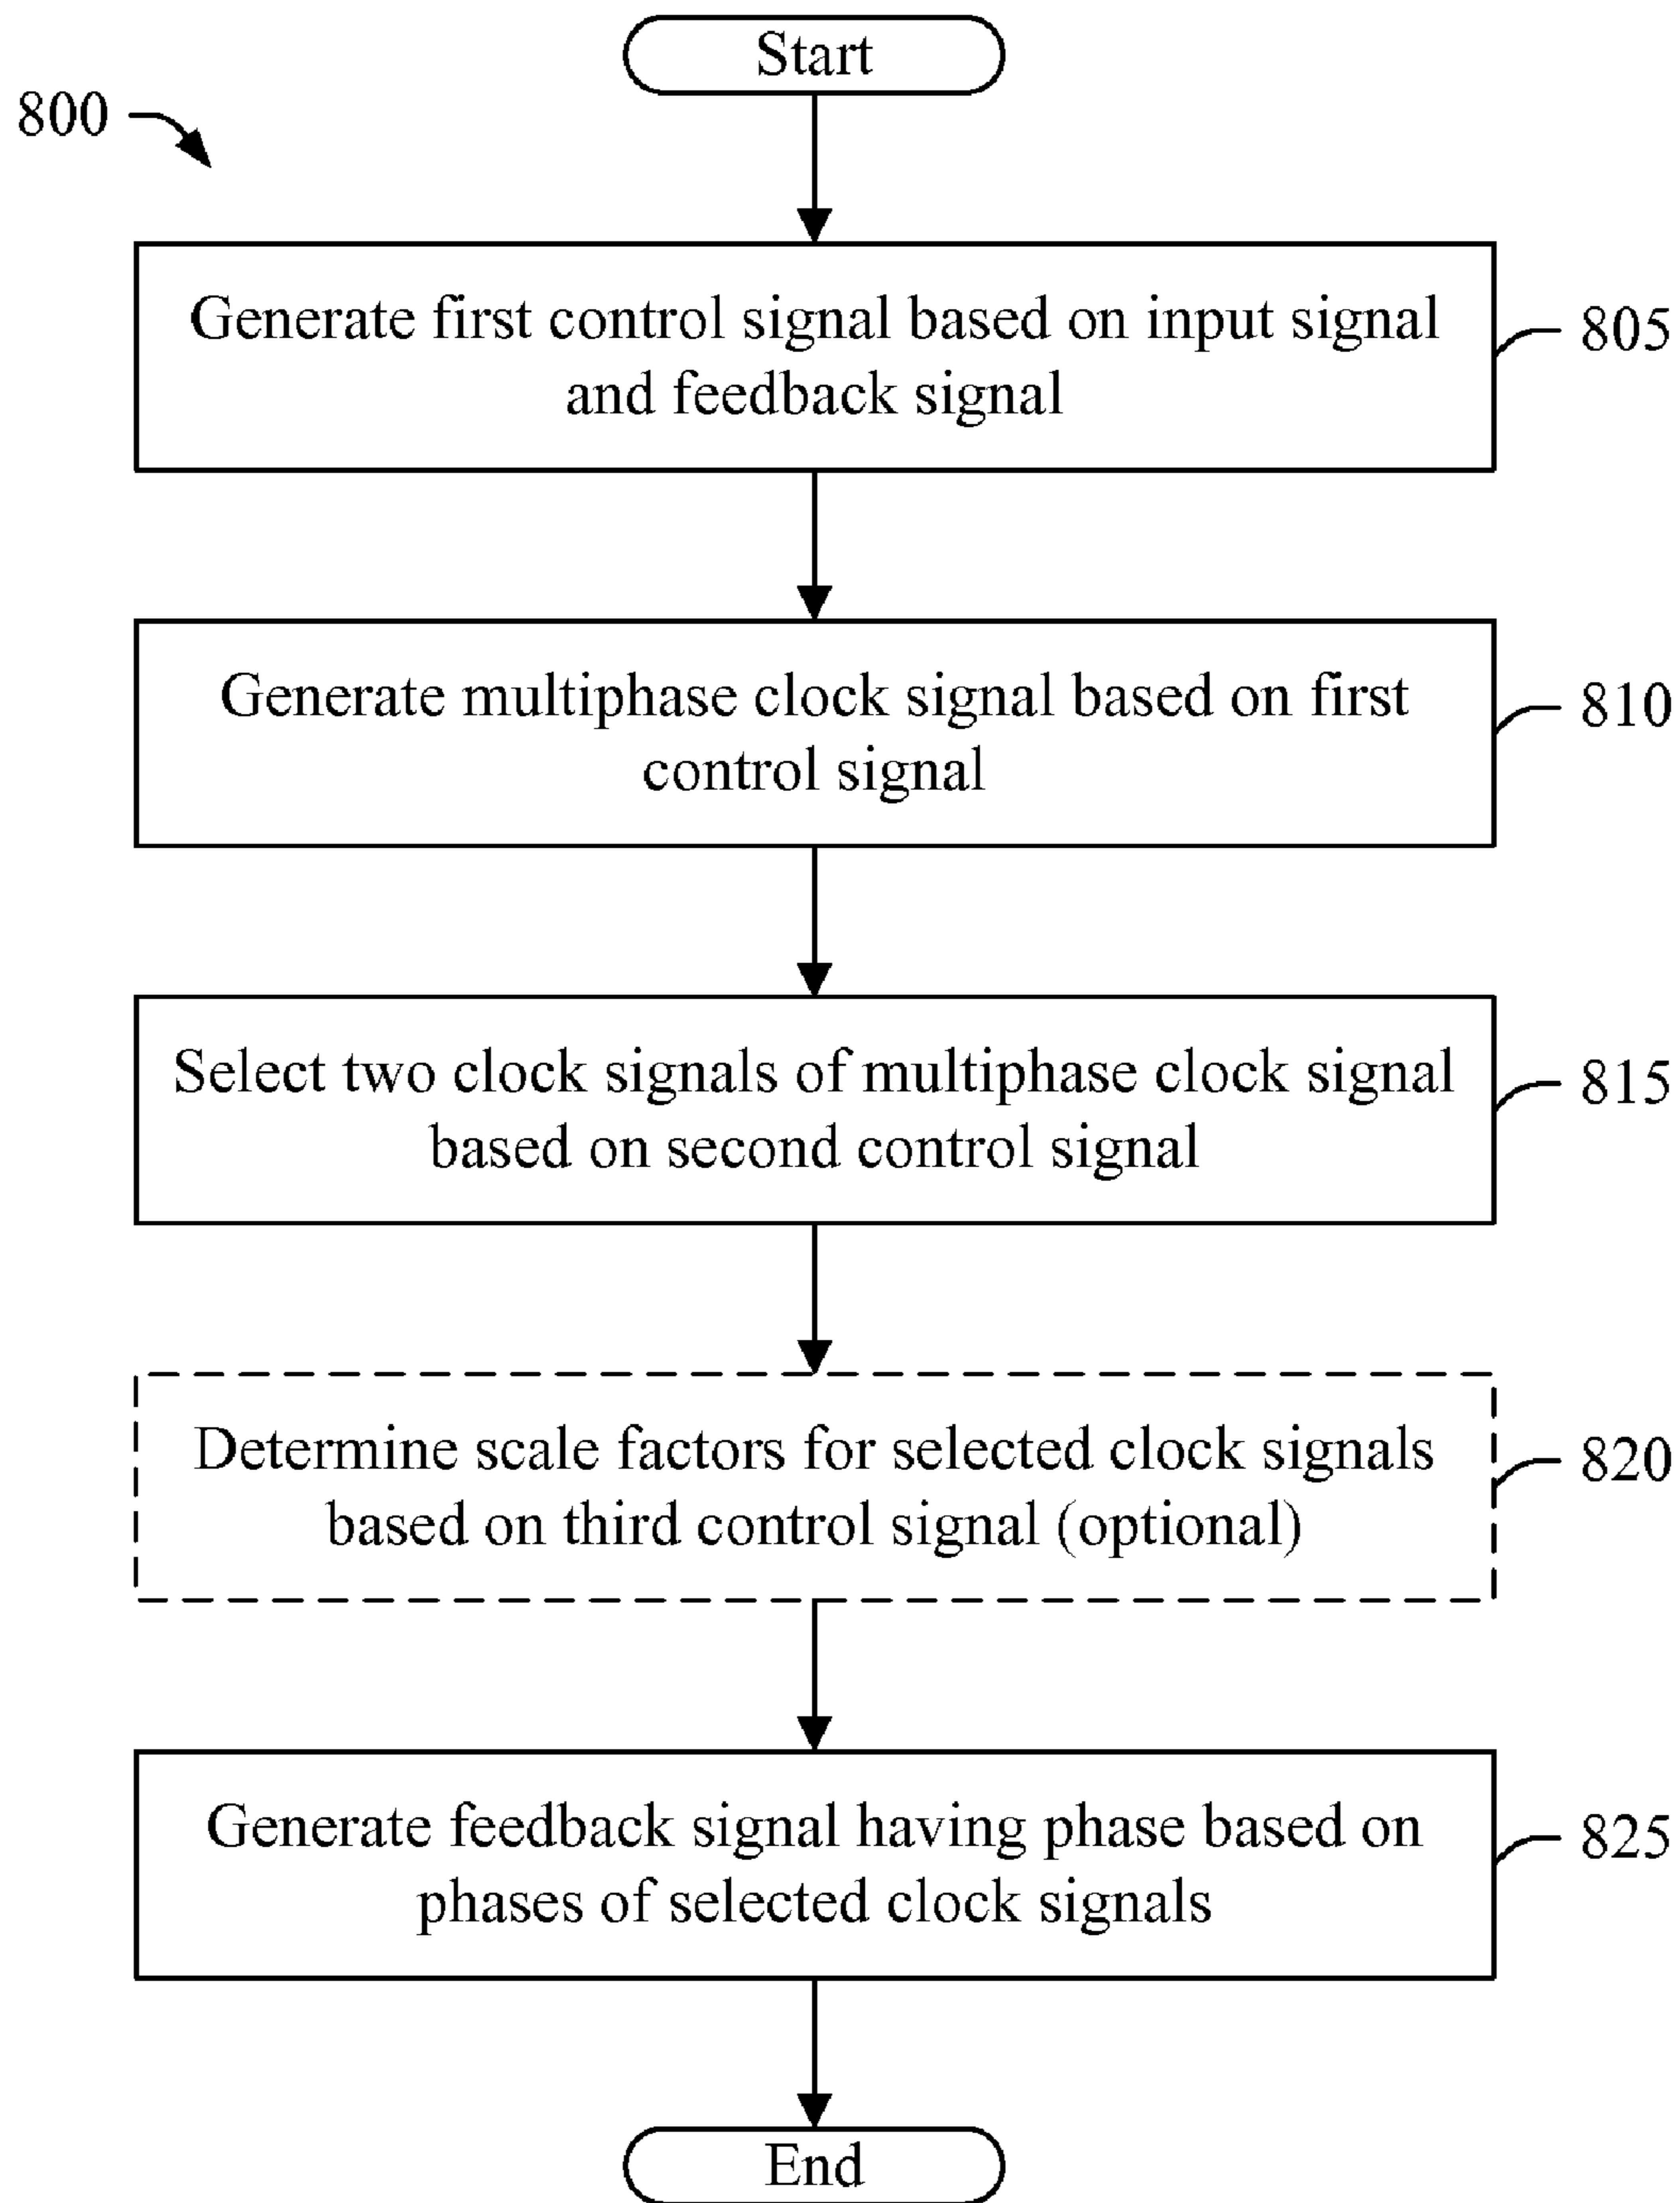 Start
800
Generate first control signal based on input signal
and feedback signal
805
Generate multiphase clock signal based on first
control signal
810
Select two clock signals of multiphase clock signal
based on second control signal
815
Determine scale factors for selected clock signals
based on third control signal (optional)
820
Generate feedback signal having phase based on
phases of selected clock signals
825
End